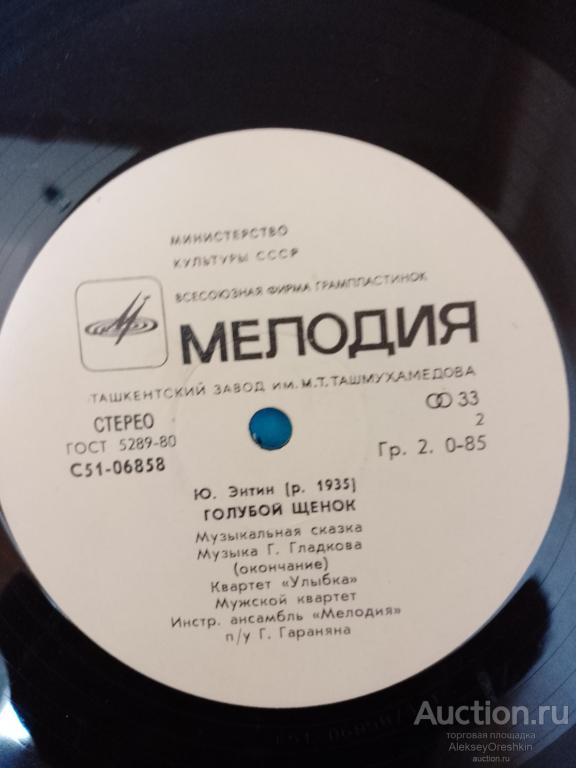 МИНИСТЕРСТВО
КУЛЬТУРЫ СССР
ВСЕСОЮЗНАЯ ФИРМА ГРАМПЛАСТИНОК
МЕЛОДИЯ
ТАШКЕНТСКИЙ ЗАВОД ИМ. М. Т. ТАШМУХАМЕДОВА
СТЕРЕО
33
ГОСТ 5289-80
2
С51-06858
Гр. 2. 0-85
Ю. Энтин (р. 1935)
ГОЛУБОЙ ЩЕНОК
Музыкальная сказка
Музыка Г. Гладкова
(окончание)
Квартет «Улыбка»
Мужской квартет
Инстр. ансамбль «Мелодия»
п/у Г. Гараняна
Auction.ru
торговая площадка
AlekseyOreshkin
auction.ru